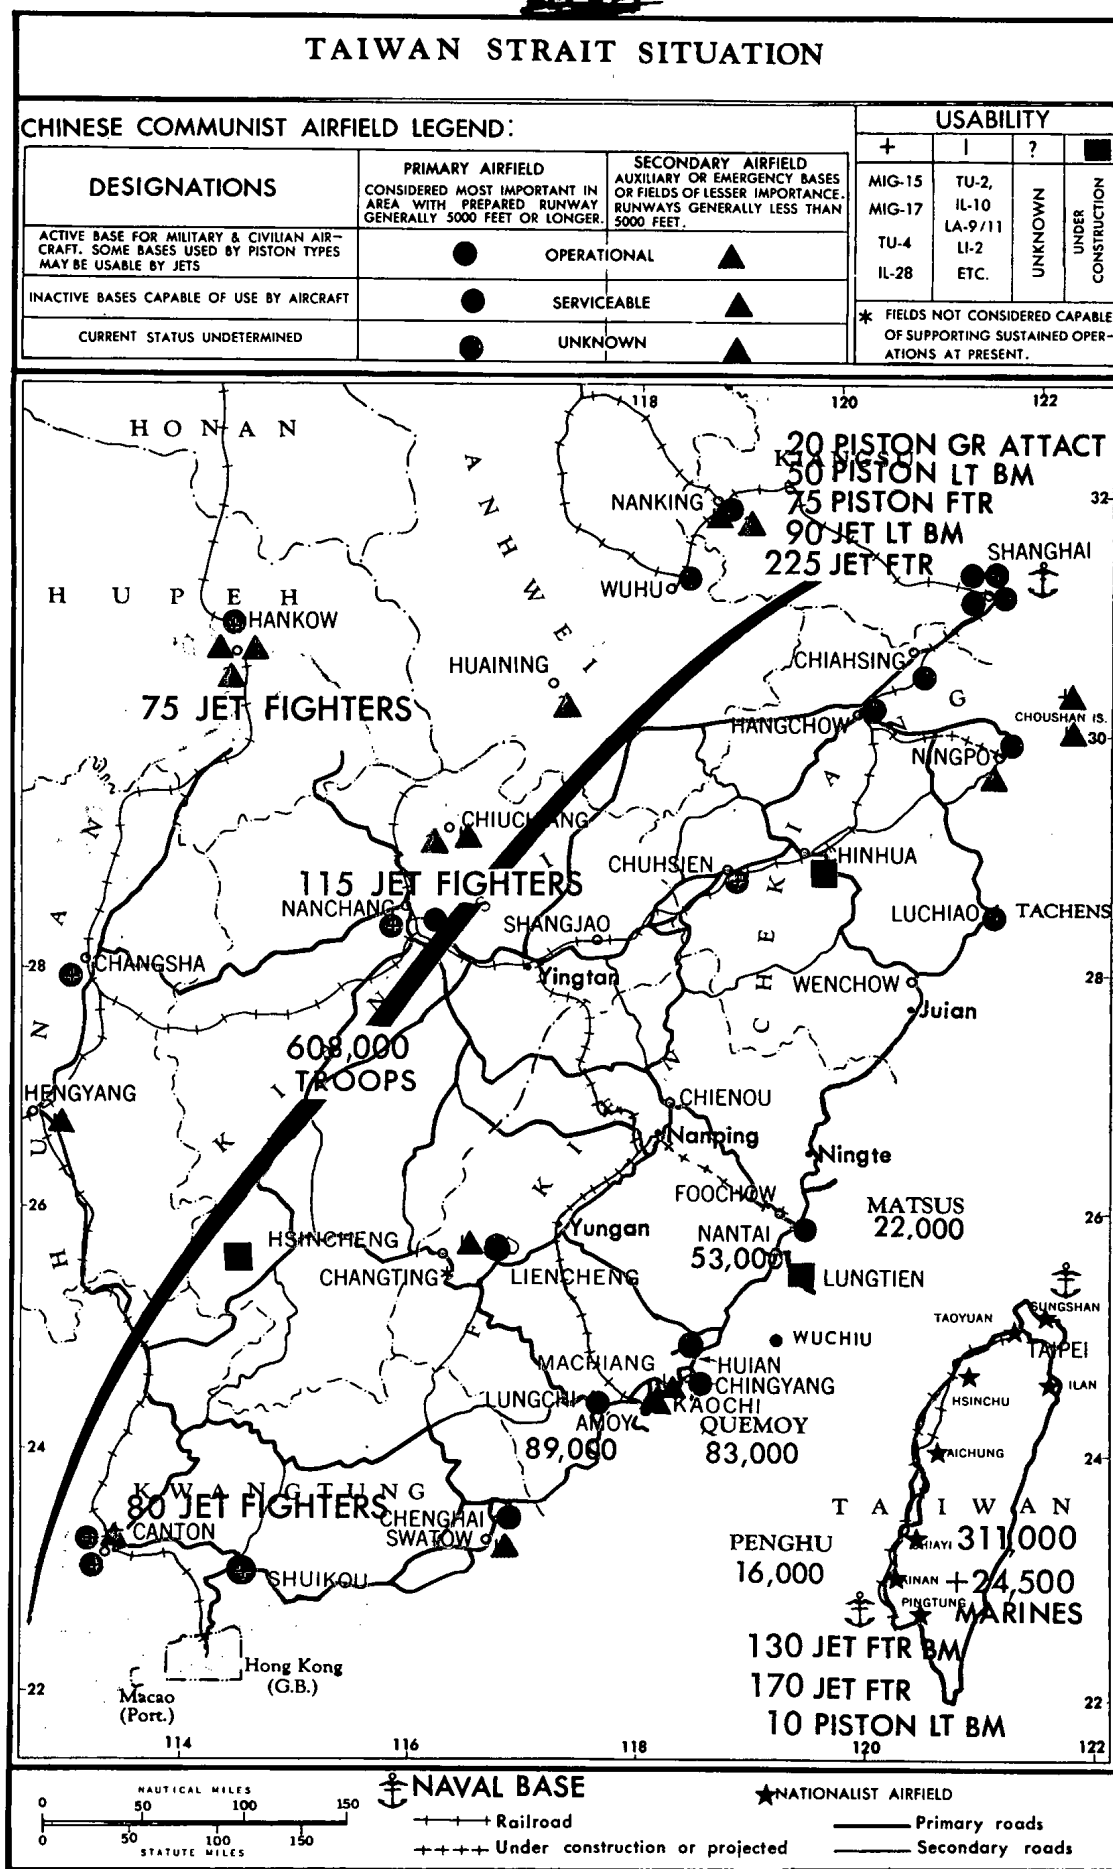 TAIWAN STRAIT SITUATION
CHINESE COMMUNIST AIRFIELD LEGEND:
DESIGNATIONS
PRIMARY AIRFIELD
CONSIDERED MOST IMPORTANT IN
AREA WITH PREPARED RUNWAY
GENERALLY 5000 FEET OR LONGER.
SECONDARY AIRFIELD
AUXILIARY OR EMERGENCY BASES
OR FIELDS OF LESSER IMPORTANCE.
RUNWAYS GENERALLY LESS THAN
5000 FEET.
ACTIVE BASE FOR MILITARY & CIVILIAN AIR-
CRAFT. SOME BASES USED BY PISTON TYPES
MAY BE USABLE BY JETS
OPERATIONAL
INACTIVE BASES CAPABLE OF USE BY AIRCRAFT
SERVICEABLE
CURRENT STATUS UNDETERMINED
UNKNOWN
USABILITY
+ I ?
MIG-15
MIG-17
TU-4
IL-28
TU-2,
IL-10
LA-9/11
LI-2
ETC.
UNKNOWN
UNDER
CONSTRUCTION
* FIELDS NOT CONSIDERED CAPABLE
OF SUPPORTING SUSTAINED OPER-
ATIONS AT PRESENT.
118 120 122
HONAN
ANHWEI
KIANGSU
20 PISTON GR ATTACT
50 PISTON LT BM
75 PISTON FTR
90 JET LT BM
225 JET FTR
NANKING
32
SHANGHAI
WUHU
HUPEH
HANKOW
HUAINING
CHIAHSING
75 JET FIGHTERS
HANGCHOW
CHOUSHAN IS.
30
NINGPO
CHIUCHIANG
CHUHSIEN
CHINHUA
115 JET FIGHTERS
NANCHANG
SHANGJAO
LUCHIAO
TACHENS
CHEKIANG
HUNAN
CHANGSHA
28
Yingtan
WENCHOW
28
Juian
KIANGSI
608,000
TROOPS
HENGYANG
CHIENOU
Nanping
Ningte
FUKIEN
FOOCHOW
MATSUS
22,000
26
26
Yungan
NANTAI
53,000
HSINCHENG
CHANGTING
LIENCHENG
LUNGTIEN
SUNGSHAN
TAOYUAN
TAIPEI
WUCHIU
MACHIANG
HUIAN
CHINGYANG
LUNGCHI
KAOCHI
HSINCHU
ILAN
AMOY
89,000
QUEMOY
83,000
24
24
AICHUNG
KWANGTUNG
80 JET FIGHTERS
CHENGHAI
SWATOW
CANTON
TAIWAN
PENGHU
16,000
HIAYI
311,000
AINAN
+24,500
MARINES
PINGTUNG
SHUIKOU
130 JET FTR BM
170 JET FTR
10 PISTON LT BM
Hong Kong
(G.B.)
Macao
(Port.)
22
22
114 116 118 120 122
NAUTICAL MILES
0 50 100 150
0 50 100 150
STATUTE MILES
NAVAL BASE
Railroad
Under construction or projected
NATIONALIST AIRFIELD
Primary roads
Secondary roads